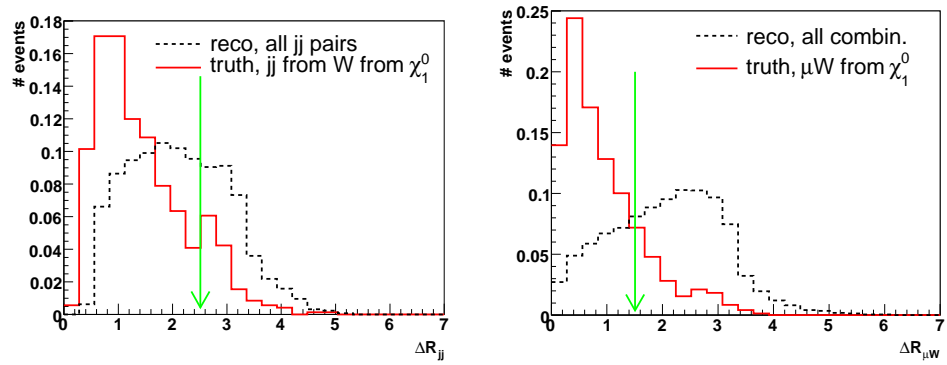 # events
0.18
0.16
0.14
0.12
0.1
0.08
0.06
0.04
0.02
0
reco, all jj pairs
truth, jj from W from χ₁⁰
0 1 2 3 4 5 6 7
ΔR_jj
# events
0.25
0.20
0.15
0.10
0.05
0.00
reco, all combin.
truth, μW from χ₁⁰
0 1 2 3 4 5 6 7
ΔR_μW